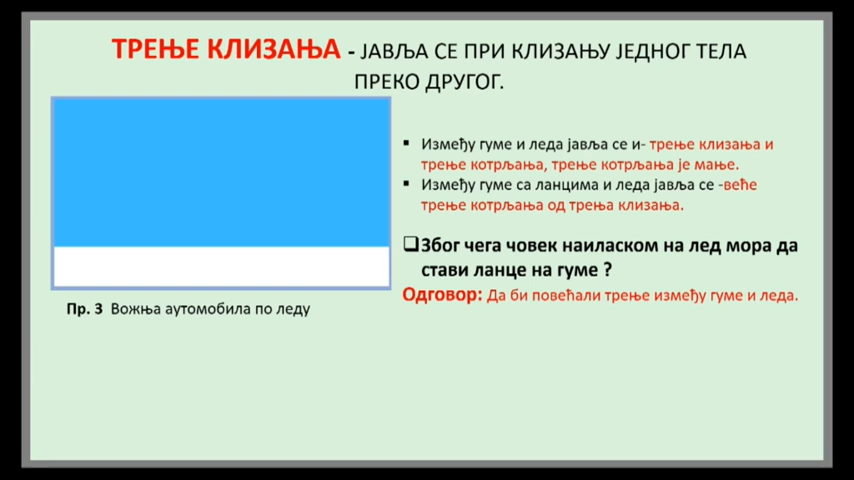 ТРЕЊЕ КЛИЗАЊА - ЈАВЉА СЕ ПРИ КЛИЗАЊУ ЈЕДНОГ ТЕЛА
ПРЕКО ДРУГОГ.
▪ Између гуме и леда јавља се и- трење клизања и
трење котрљања, трење котрљања је мање.
▪ Између гуме са ланцима и леда јавља се -веће
трење котрљања од трења клизања.
❑Због чега човек наиласком на лед мора да
стави ланце на гуме ?
Одговор: Да би повећали трење између гуме и леда.
Пр. 3 Вожња аутомобила по леду